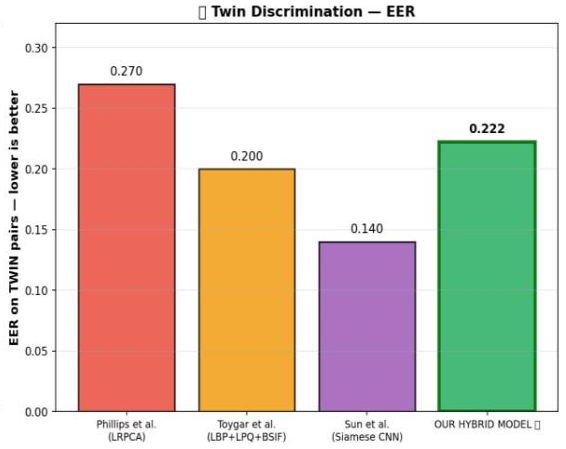 Twin Discrimination — EER
EER on TWIN pairs — lower is better
0.30
0.25
0.20
0.15
0.10
0.05
0.00
0.270
0.200
0.140
0.222
Phillips et al.
(LRPCA)
Toygar et al.
(LBP+LPQ+BSIF)
Sun et al.
(Siamese CNN)
OUR HYBRID MODEL